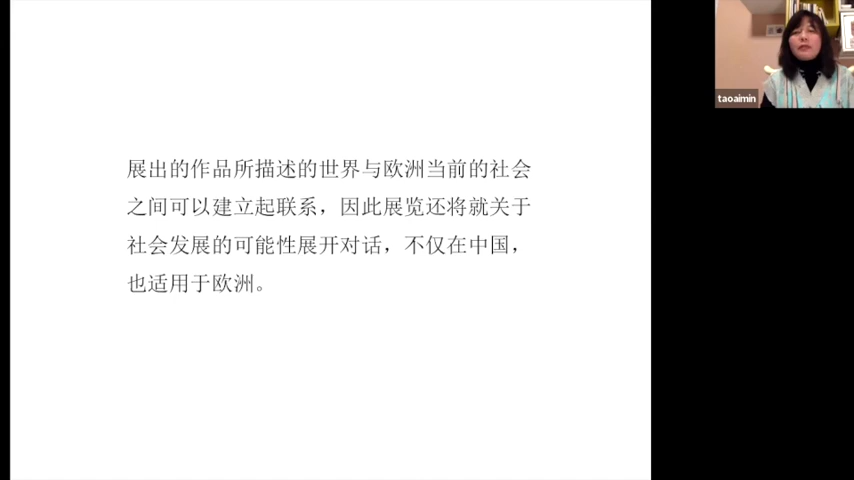 展出的作品所描述的世界与欧洲当前的社会
之间可以建立起联系，因此展览还将就关于
社会发展的可能性展开对话，不仅在中国，
也适用于欧洲。
taoaimin